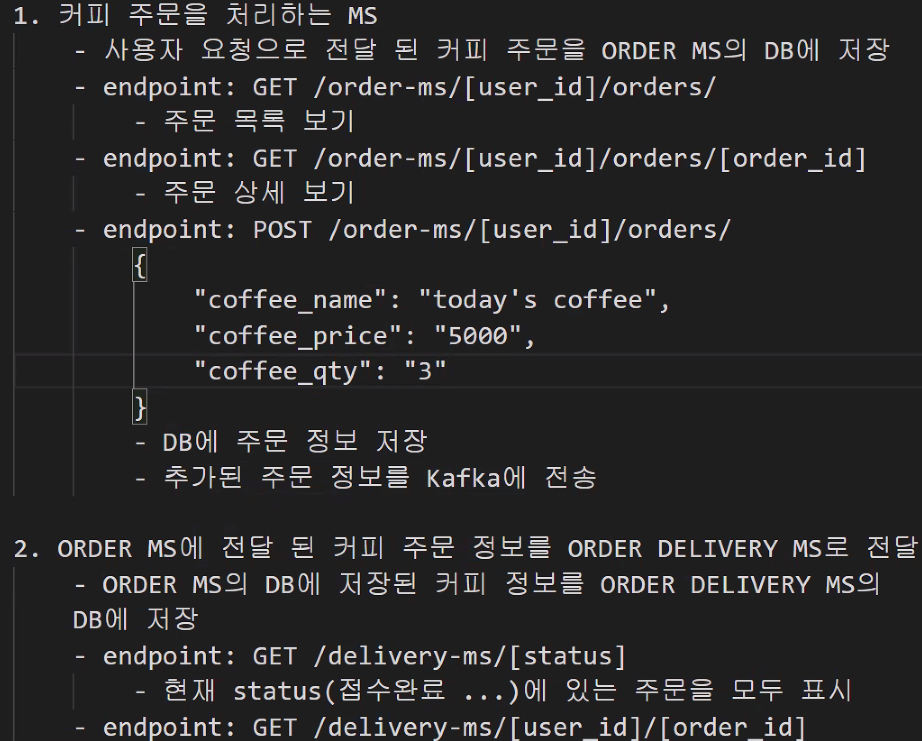 1. 커피 주문을 처리하는 MS
- 사용자 요청으로 전달 된 커피 주문을 ORDER MS의 DB에 저장
- endpoint: GET /order-ms/[user_id]/orders/
- 주문 목록 보기
- endpoint: GET /order-ms/[user_id]/orders/[order_id]
- 주문 상세 보기
- endpoint: POST /order-ms/[user_id]/orders/
{
"coffee_name": "today's coffee",
"coffee_price": "5000",
"coffee_qty": "3"
}
- DB에 주문 정보 저장
- 추가된 주문 정보를 Kafka에 전송
2. ORDER MS에 전달 된 커피 주문 정보를 ORDER DELIVERY MS로 전달
- ORDER MS의 DB에 저장된 커피 정보를 ORDER DELIVERY MS의
DB에 저장
- endpoint: GET /delivery-ms/[status]
- 현재 status(접수완료 ...)에 있는 주문을 모두 표시
- endpoint: GET /delivery-ms/[user_id]/[order_id]